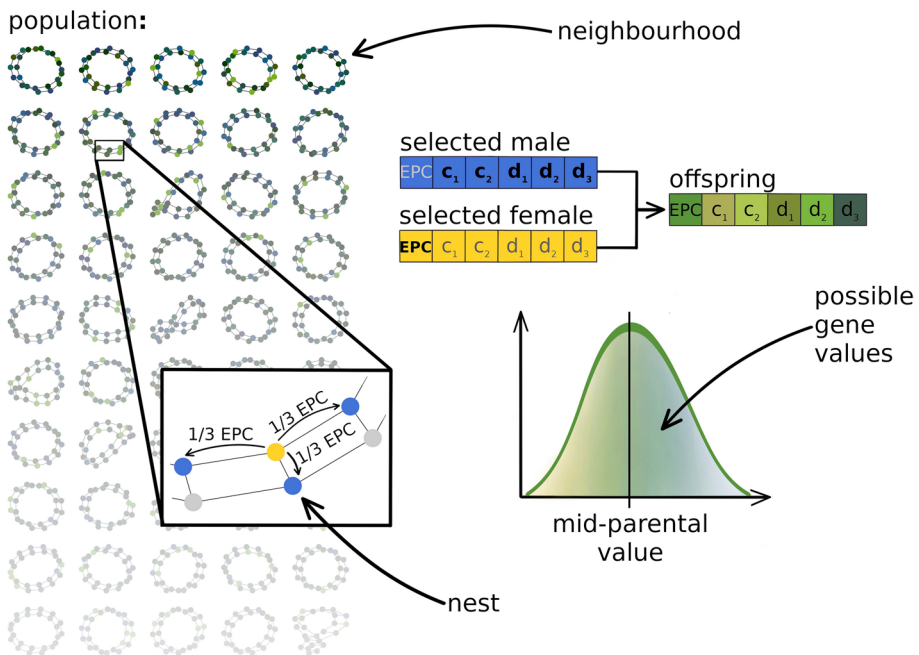 population:
neighbourhood
selected male
EPC c₁ c₂ d₁ d₂ d₃
selected female
EPC c₁ c₂ d₁ d₂ d₃
offspring
EPC c₁ c₂ d₁ d₂ d₃
possible
gene
values
1/3 EPC
1/3 EPC
1/3 EPC
mid-parental
value
nest